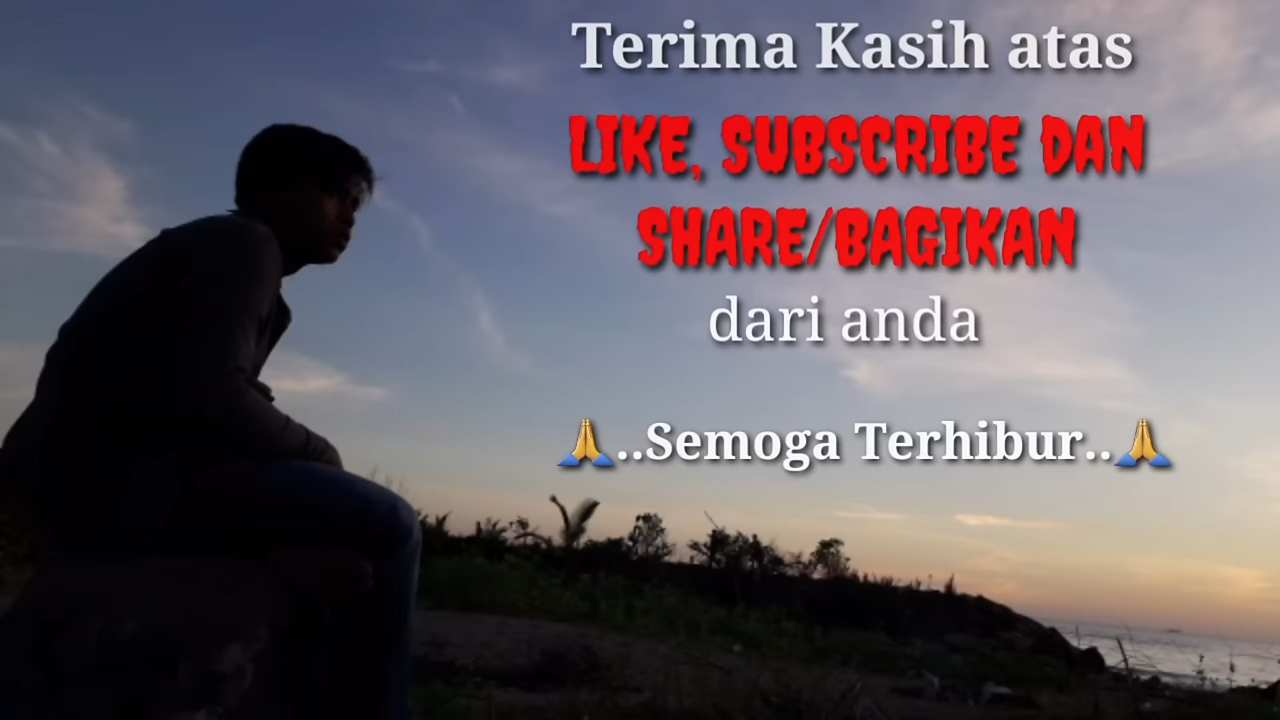 Terima Kasih atas
LIKE, SUBSCRIBE DAN
SHARE/BAGIKAN
dari anda
🙏..Semoga Terhibur..🙏